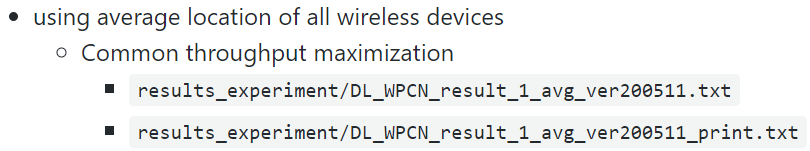 using average location of all wireless devices
Common throughput maximization
results_experiment/DL_WPCN_result_1_avg_ver200511.txt
results_experiment/DL_WPCN_result_1_avg_ver200511_print.txt